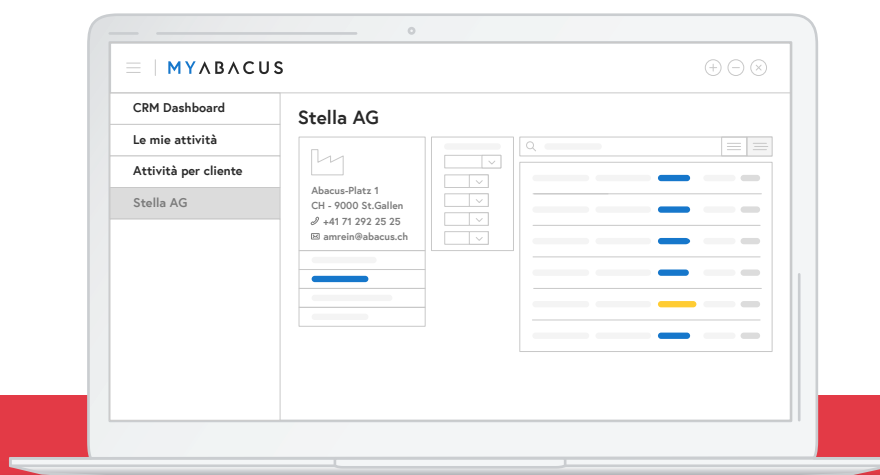 MYABACUS
CRM Dashboard
Le mie attività
Attività per cliente
Stella AG
Stella AG
Abacus-Platz 1
CH - 9000 St.Gallen
+41 71 292 25 25
amrein@abacus.ch